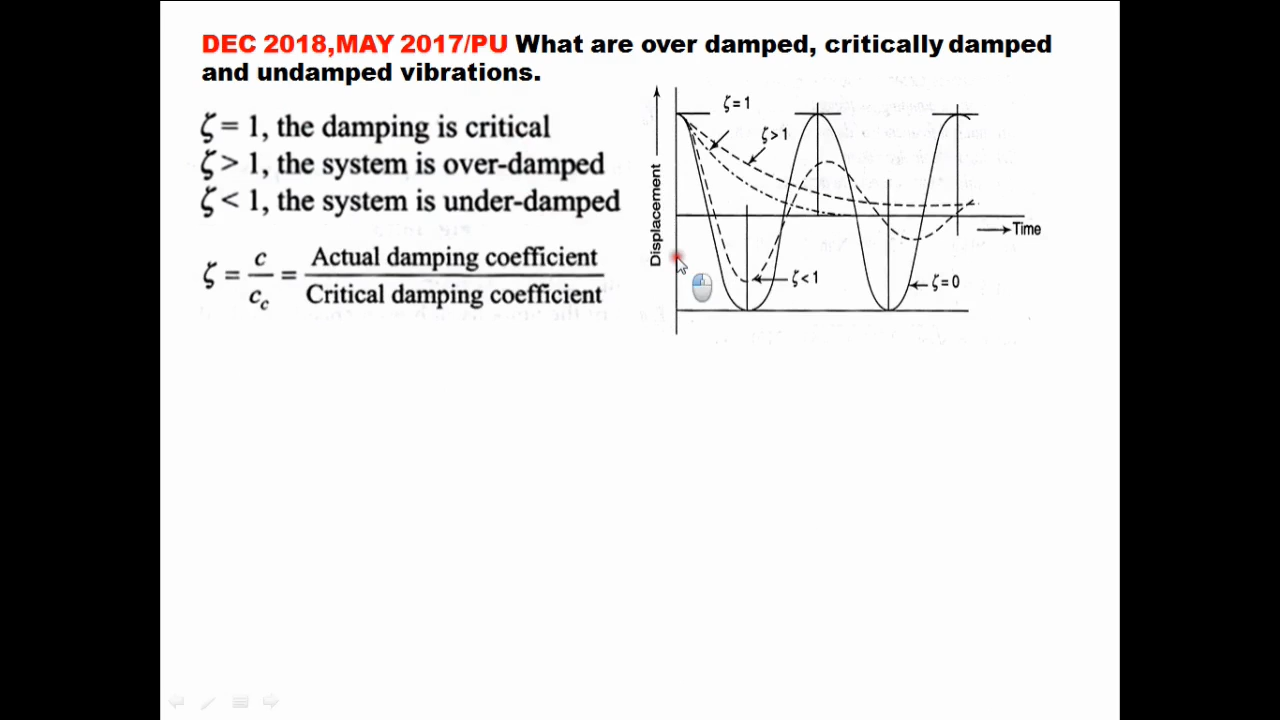 DEC 2018,MAY 2017/PU What are over damped, critically damped
and undamped vibrations.
ζ = 1, the damping is critical
ζ > 1, the system is over-damped
ζ < 1, the system is under-damped
ζ = c/c_c = Actual damping coefficient / Critical damping coefficient
Displacement
ζ=1
ζ>1
Time
ζ<1
ζ=0